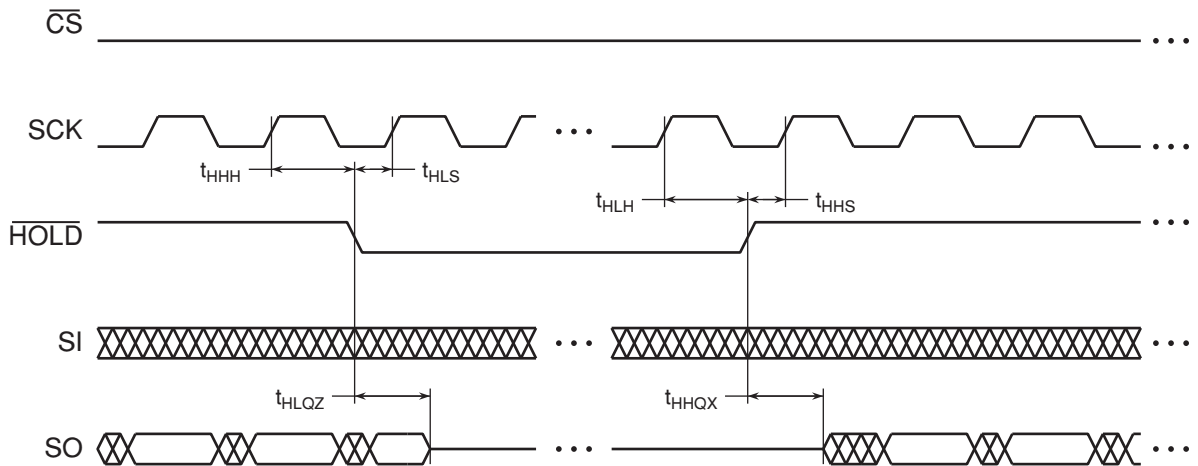 CS
SCK
tHHH
tHLS
tHLH
tHHS
HOLD
SI
tHLQZ
tHHQX
SO